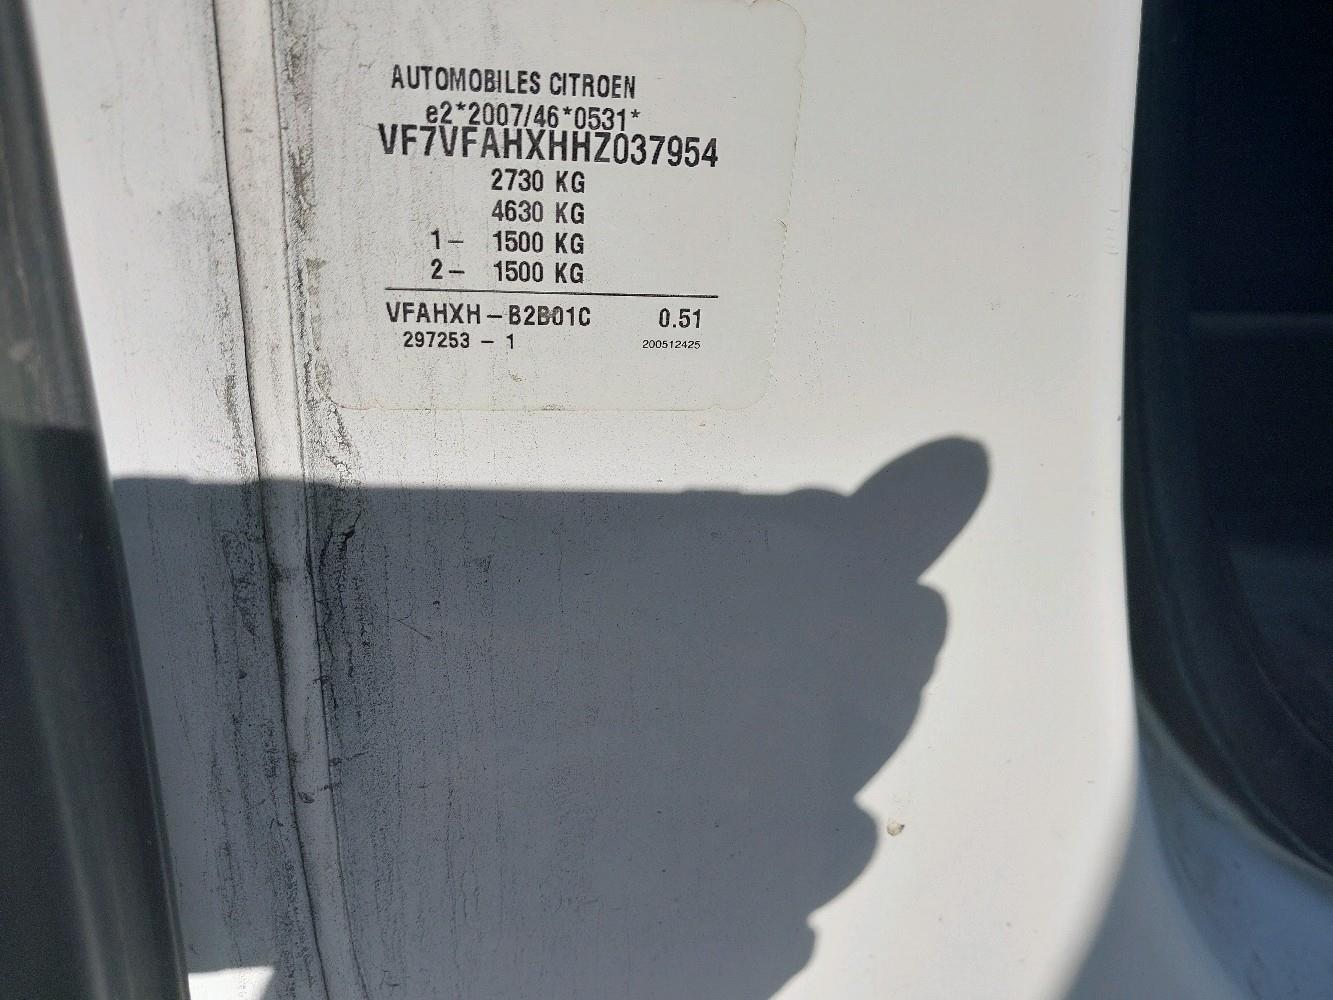 AUTOMOBILES CITROEN
e2*2007/46*0531*
VF7VFAHXHHZ037954
2730 KG
4630 KG
1– 1500 KG
2– 1500 KG
VFAHXH – B2B01C 0.51
297253 – 1 200512425